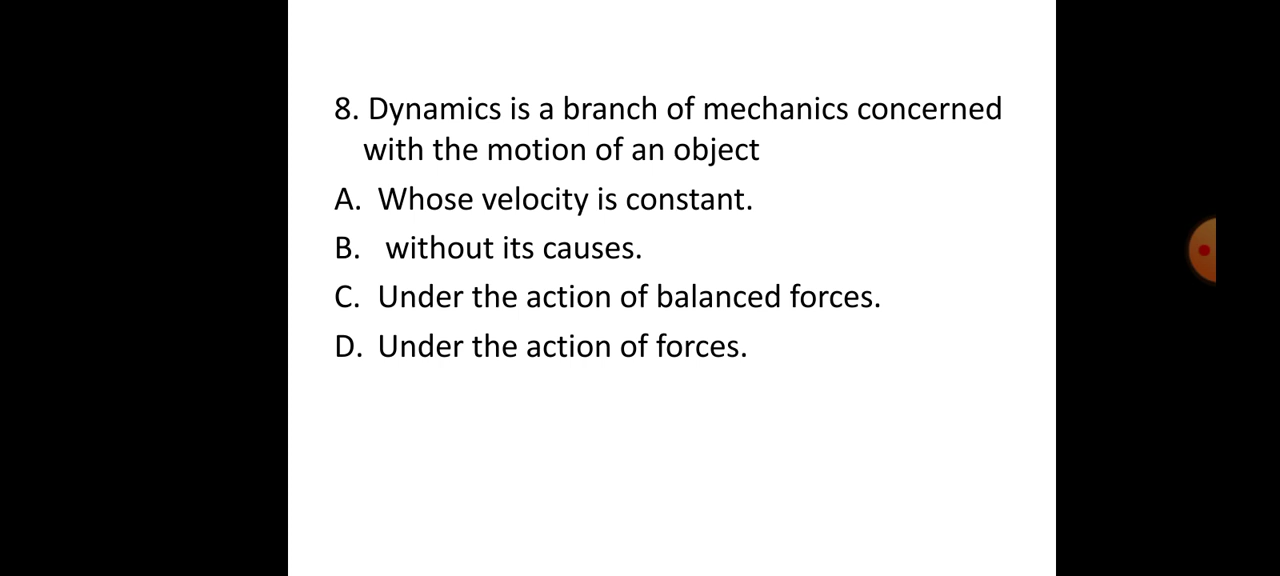 8. Dynamics is a branch of mechanics concerned
with the motion of an object
A. Whose velocity is constant.
B. without its causes.
C. Under the action of balanced forces.
D. Under the action of forces.